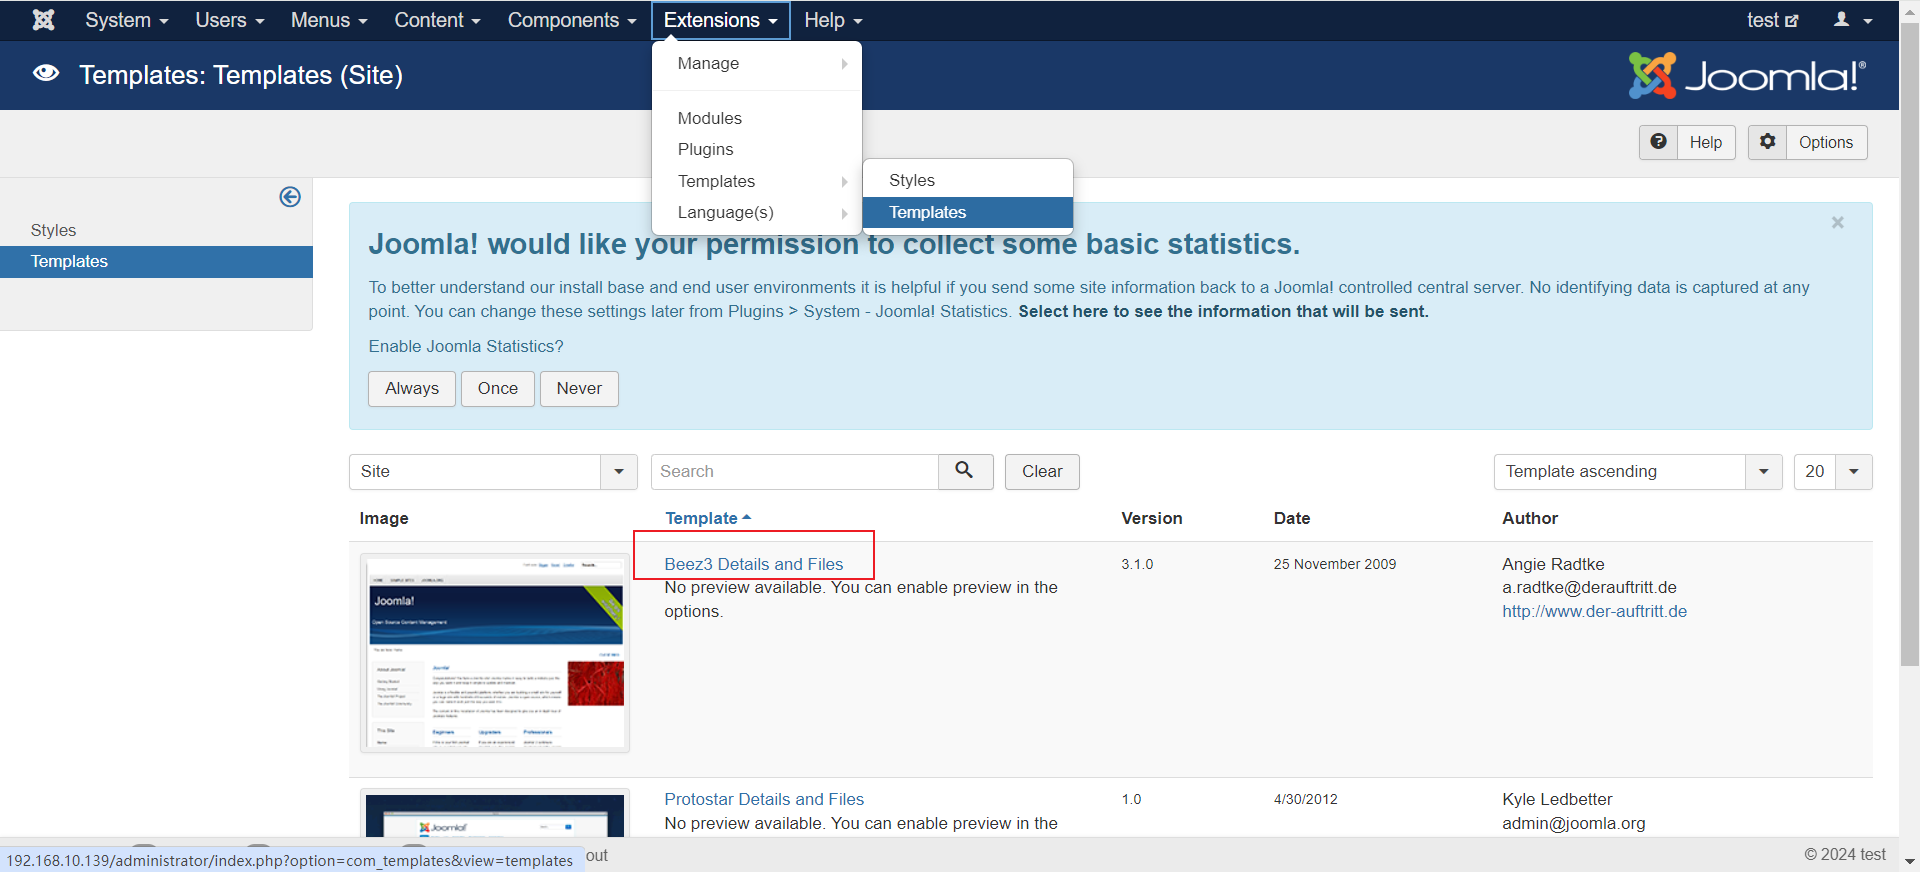 System Users Menus Content Components Extensions Help test
Templates: Templates (Site)
Joomla!®
Manage
Modules
Plugins
Templates
Language(s)
Styles
Templates
Help Options
Styles
Templates
Joomla! would like your permission to collect some basic statistics.
×
To better understand our install base and end user environments it is helpful if you send some site information back to a Joomla! controlled central server. No identifying data is captured at any
point. You can change these settings later from Plugins > System - Joomla! Statistics. Select here to see the information that will be sent.
Enable Joomla Statistics?
Always Once Never
Site Search Clear Template ascending 20
Image Template Version Date Author
Beez3 Details and Files 3.1.0 25 November 2009 Angie Radtke
No preview available. You can enable preview in the a.radtke@derauftritt.de
options. http://www.der-auftritt.de
Joomla!
Open Source Content Management
Protostar Details and Files 1.0 4/30/2012 Kyle Ledbetter
No preview available. You can enable preview in the admin@joomla.org
Joomla!
192.168.10.139/administrator/index.php?option=com_templates&view=templates out © 2024 test